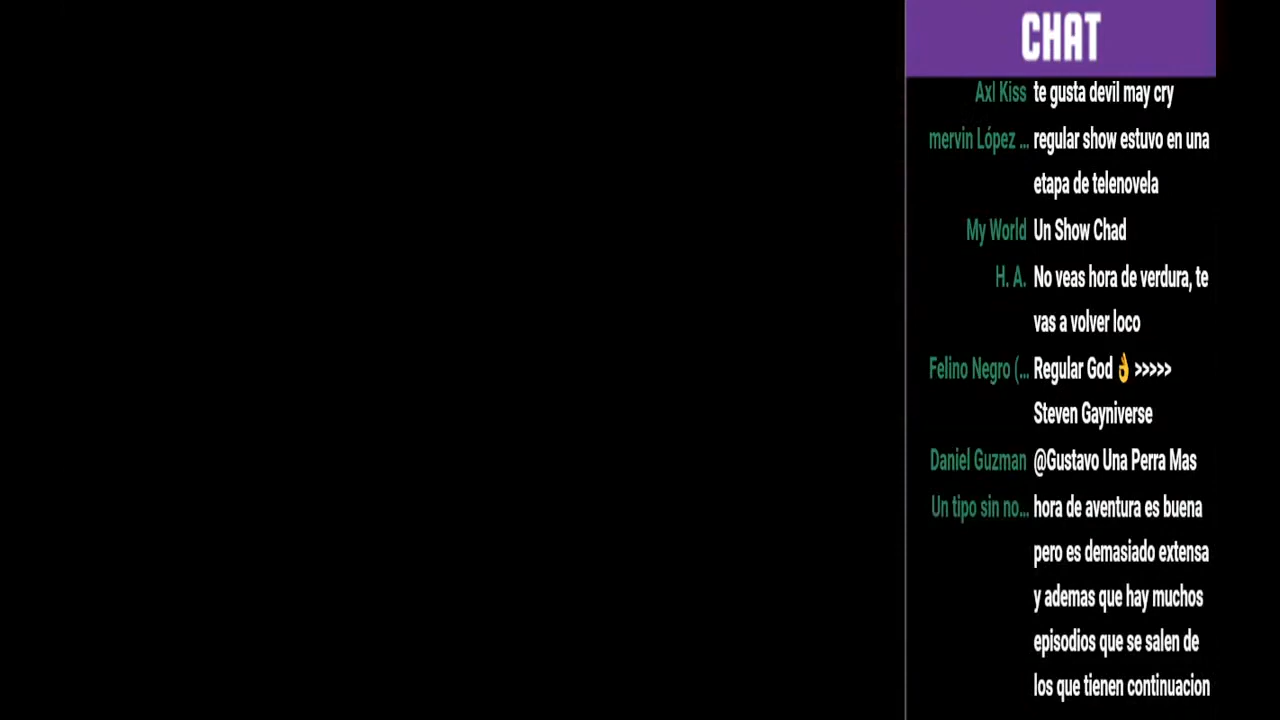 CHAT
Axl Kiss te gusta devil may cry
mervin López ... regular show estuvo en una
etapa de telenovela
My World Un Show Chad
H. A. No veas hora de verdura, te
vas a volver loco
Felino Negro (... Regular God👌>>>>>
Steven Gayniverse
Daniel Guzman @Gustavo Una Perra Mas
Un tipo sin no... hora de aventura es buena
pero es demasiado extensa
y ademas que hay muchos
episodios que se salen de
los que tienen continuacion